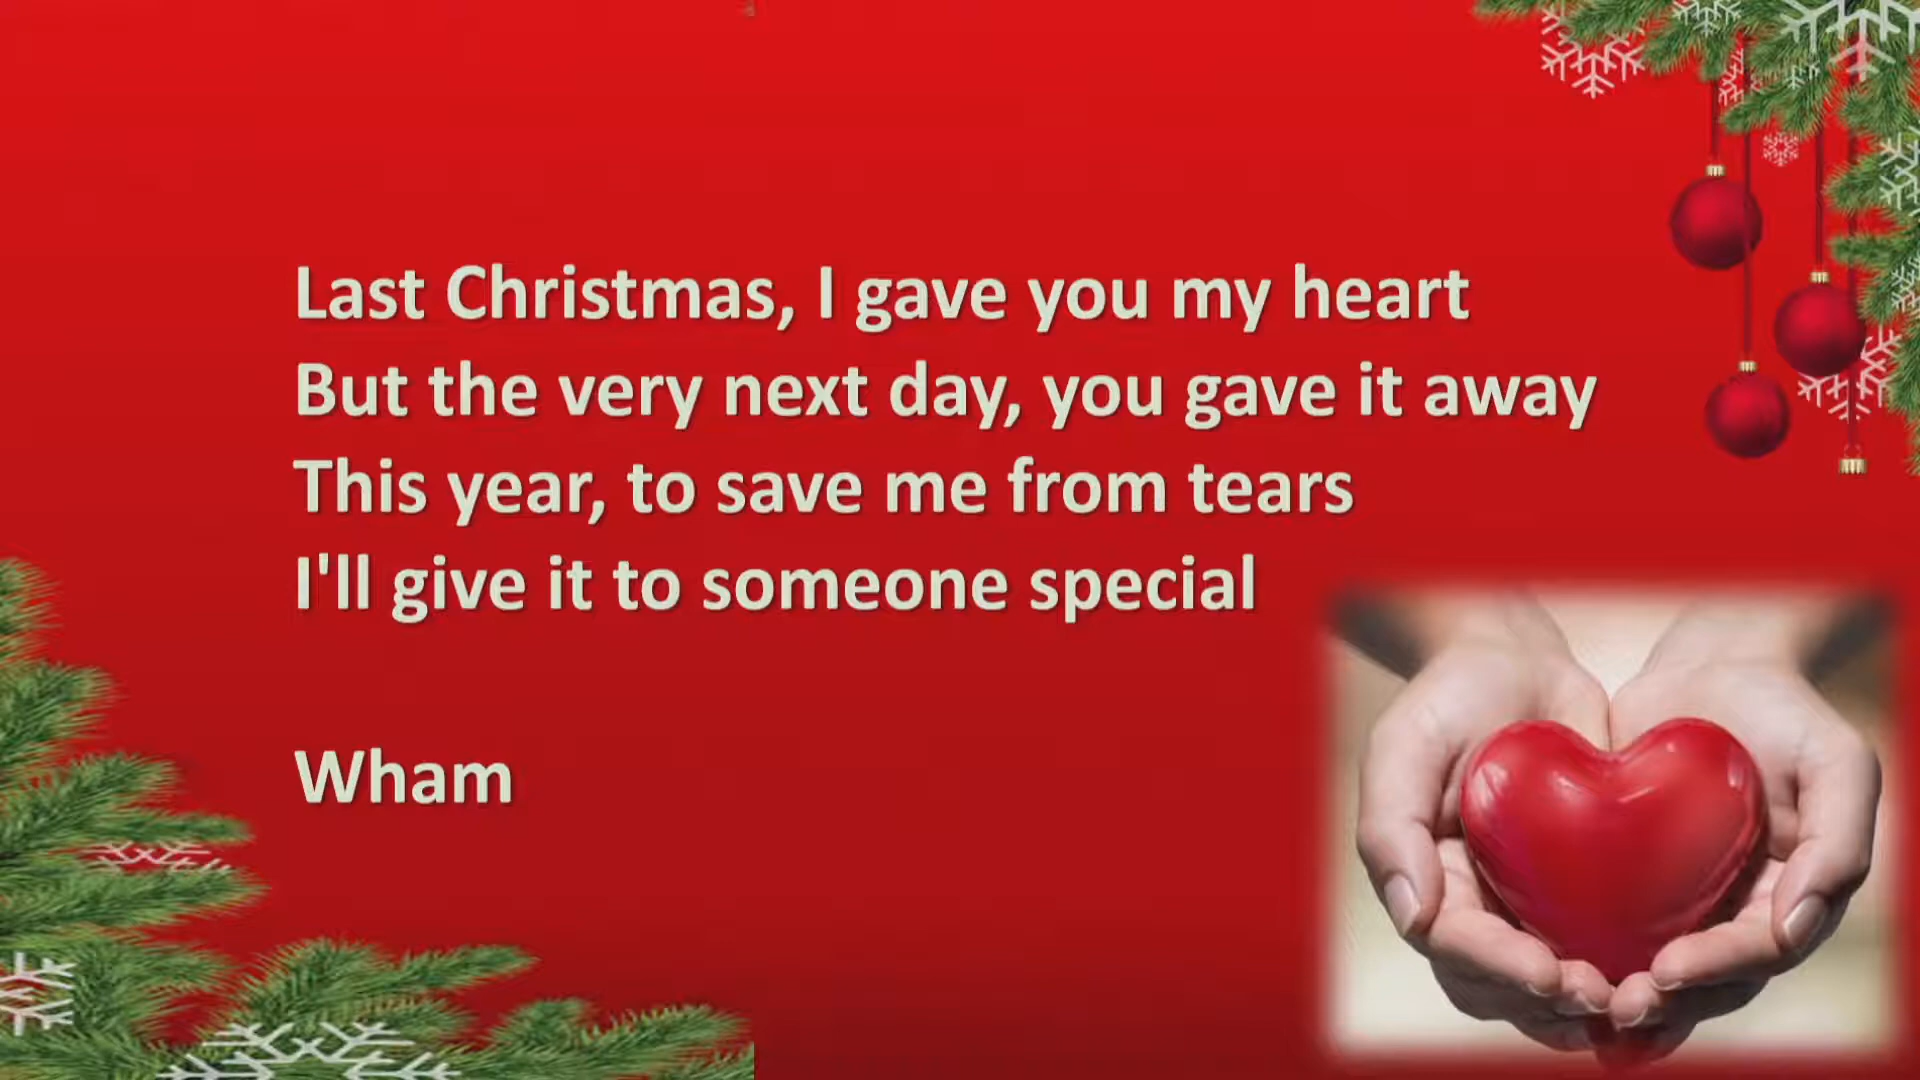 Last Christmas, I gave you my heart
But the very next day, you gave it away
This year, to save me from tears
I'll give it to someone special
Wham